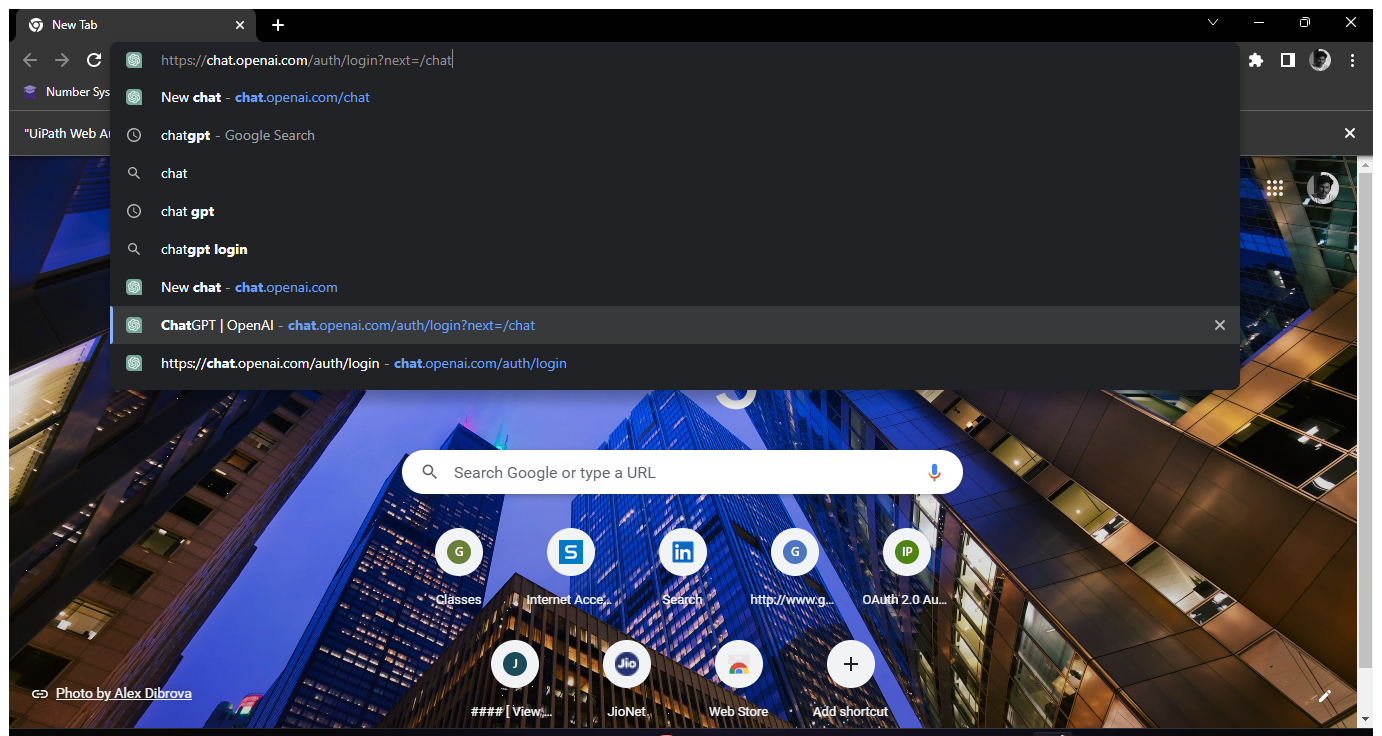 New Tab
https://chat.openai.com/auth/login?next=/chat
Number Sys
New chat - chat.openai.com/chat
"UiPath Web Au
chatgpt - Google Search
chat
chat gpt
chatgpt login
New chat - chat.openai.com
ChatGPT | OpenAI - chat.openai.com/auth/login?next=/chat
https://chat.openai.com/auth/login - chat.openai.com/auth/login
Search Google or type a URL
G S in G IP
Classes Internet Acce... Search http://www.g... OAuth 2.0 Au...
J Jio
#### [ View,... JioNet. Web Store Add shortcut
Photo by Alex Dibrova